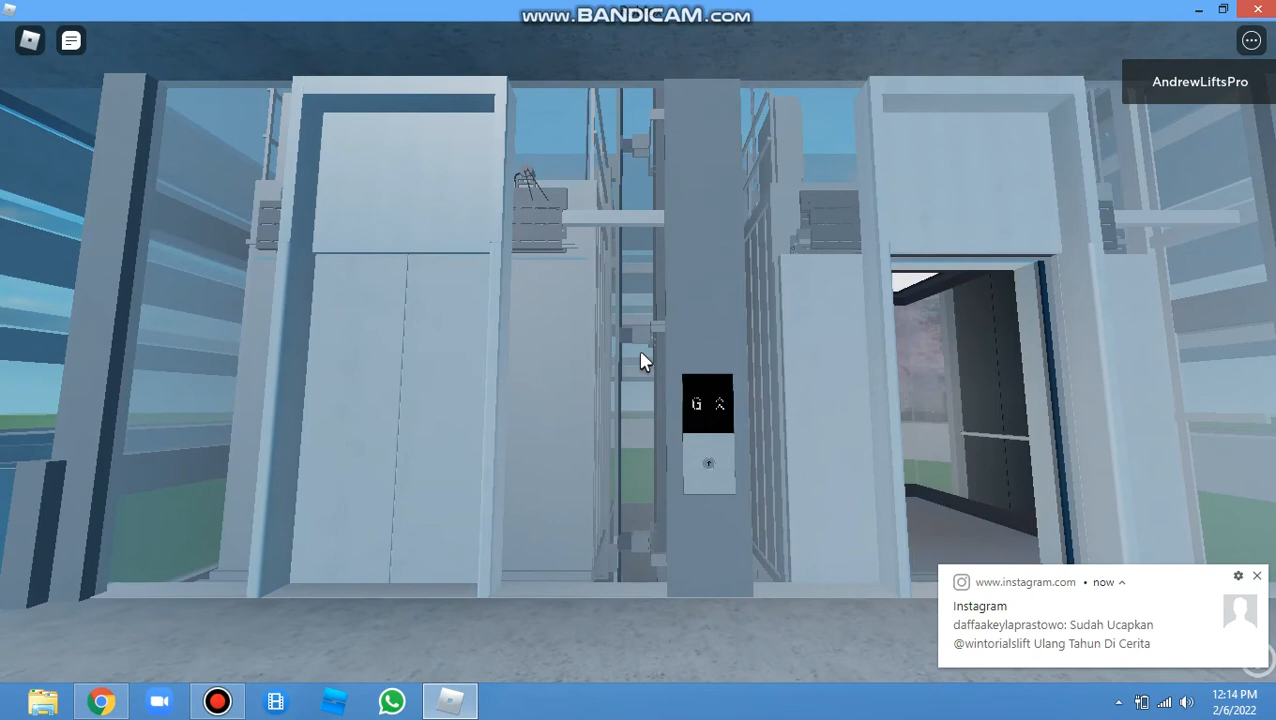 www.BANDICAM.com
AndrewLiftsPro
G
www.instagram.com • now
Instagram
daffaakeylaprastowo: Sudah Ucapkan
@wintorialslift Ulang Tahun Di Cerita
12:14 PM
2/6/2022